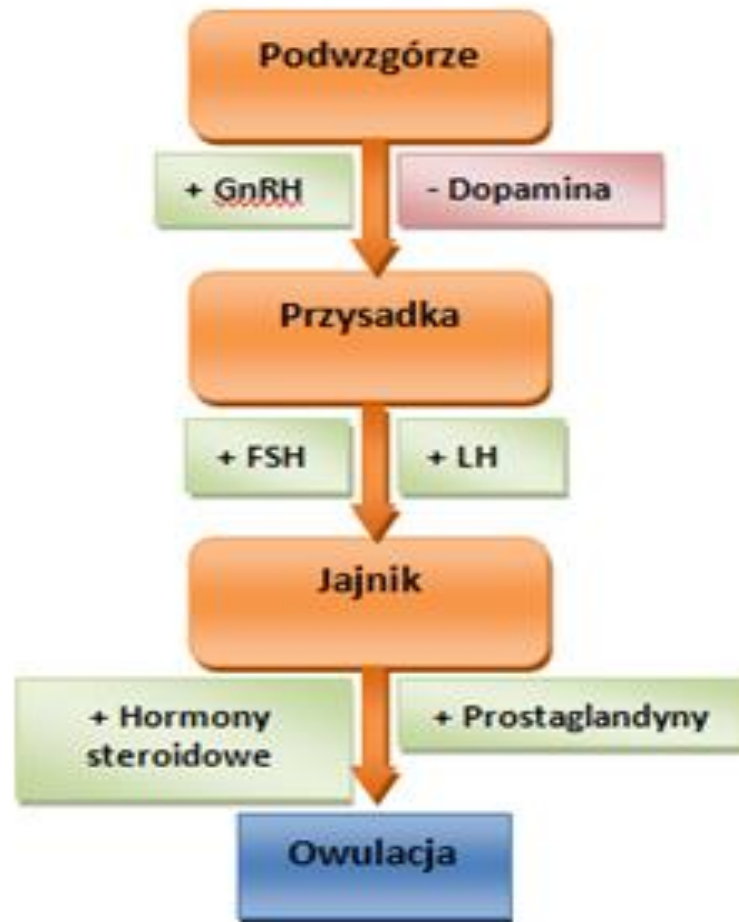 Podwzgórze
+ GnRH
- Dopamina
Przysadka
+ FSH
+ LH
Jajnik
+ Hormony
steroidowe
+ Prostaglandyny
Owulacja